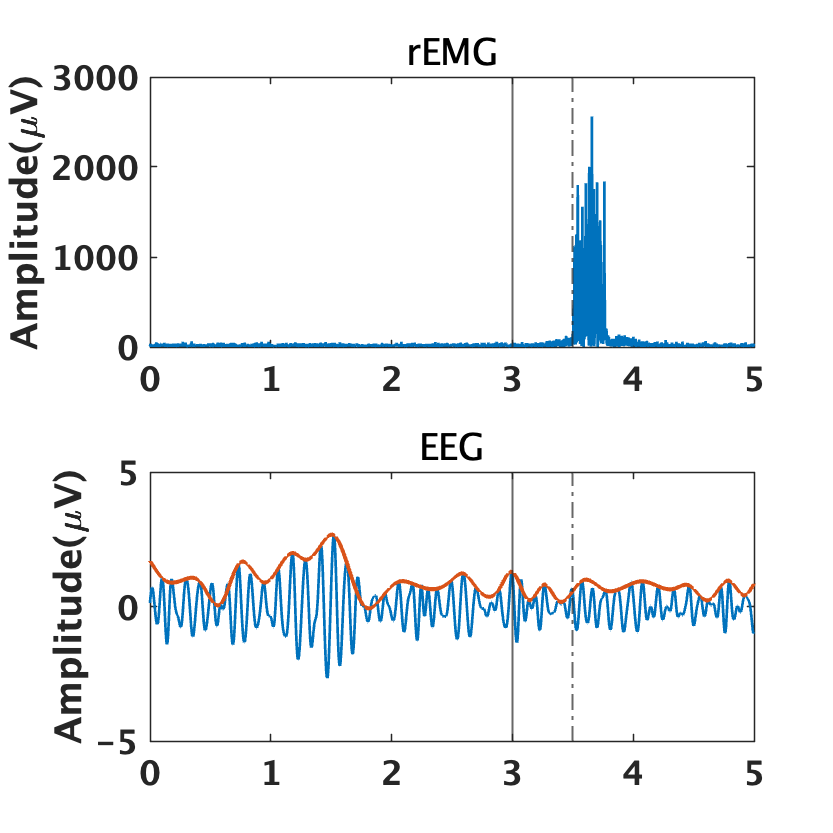 rEMG
Amplitude(μV)
3000
2000
1000
0
0 1 2 3 4 5
EEG
Amplitude(μV)
5
0
−5
0 1 2 3 4 5